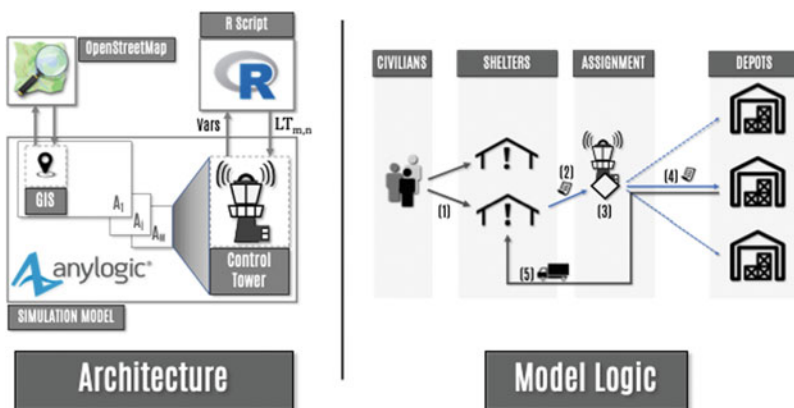 R Script
OpenStreetMap
R
Vars
LTm,n
GIS
A1
Ai
AM
anylogic®
Control
Tower
SIMULATION MODEL
Architecture
CIVILIANS
SHELTERS
ASSIGNMENT
DEPOTS
!
!
(1)
(2)
(3)
(4)
(5)
Model Logic